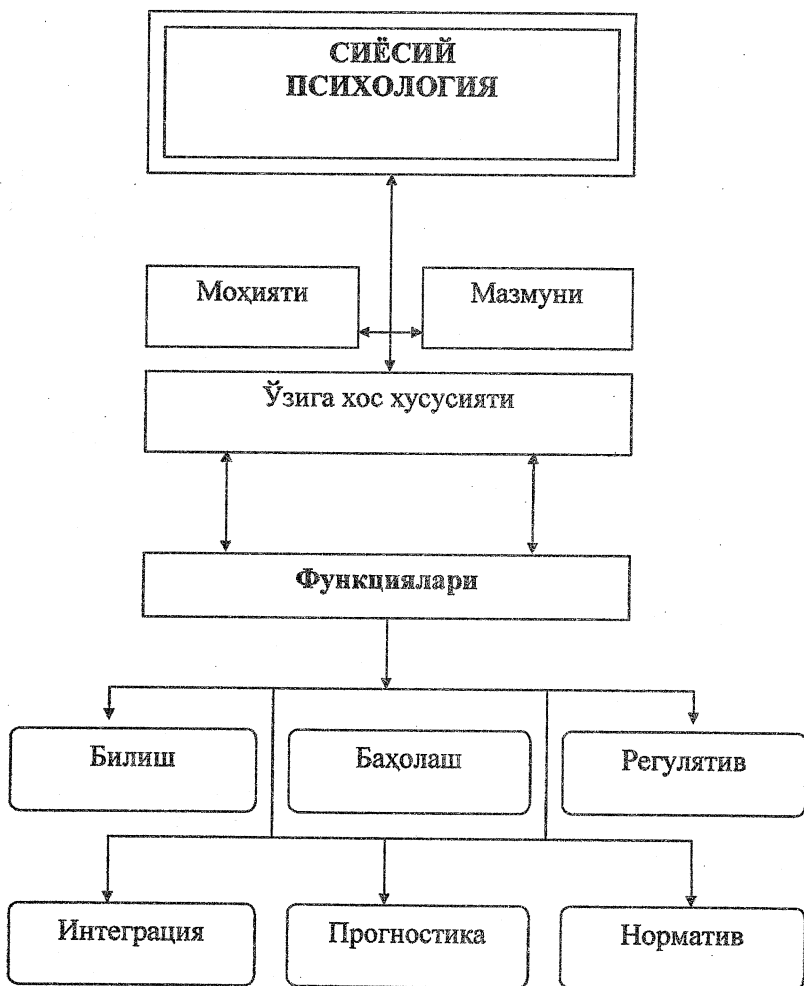 СИЁСИЙ
ПСИХОЛОГИЯ
Моҳияти
Мазмуни
Ўзига хос хусусияти
Функциялари
Билиш
Баҳолаш
Регулятив
Интеграция
Прогностика
Норматив